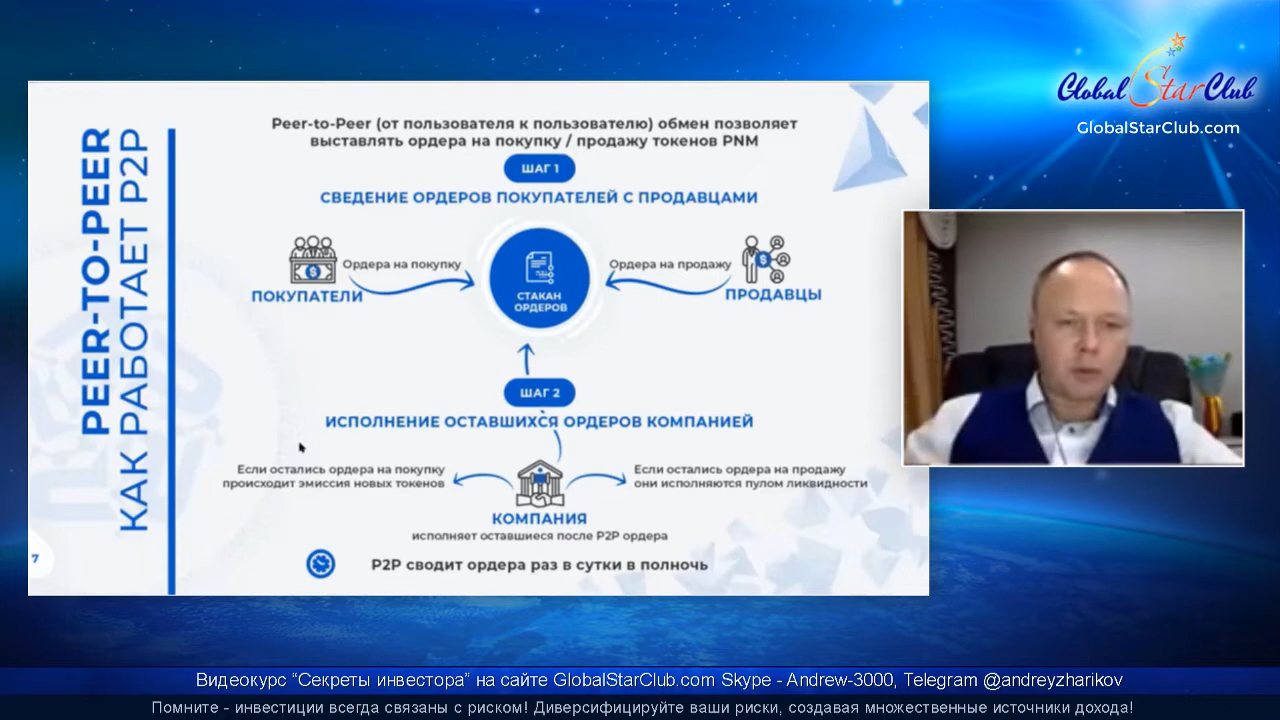 Global Star Club
GlobalStarClub.com
PEER-TO-PEER
КАК РАБОТАЕТ P2P
Peer-to-Peer (от пользователя к пользователю) обмен позволяет
выставлять ордера на покупку / продажу токенов PNM
ШАГ 1
СВЕДЕНИЕ ОРДЕРОВ ПОКУПАТЕЛЕЙ С ПРОДАВЦАМИ
Ордера на покупку
Ордера на продажу
ПОКУПАТЕЛИ
СТАКАН
ОРДЕРОВ
ПРОДАВЦЫ
ШАГ 2
ИСПОЛНЕНИЕ ОСТАВШИХСЯ ОРДЕРОВ КОМПАНИЕЙ
Если остались ордера на покупку
происходит эмиссия новых токенов
Если остались ордера на продажу
они исполняются пулом ликвидности
КОМПАНИЯ
исполняет оставшиеся после P2P ордера
7
P2P сводит ордера раз в сутки в полночь
Видеокурс “Секреты инвестора” на сайте GlobalStarClub.com Skype - Andrew-3000, Telegram @andreyzharikov
Помните - инвестиции всегда связаны с риском! Диверсифицируйте ваши риски, создавая множественные источники дохода!